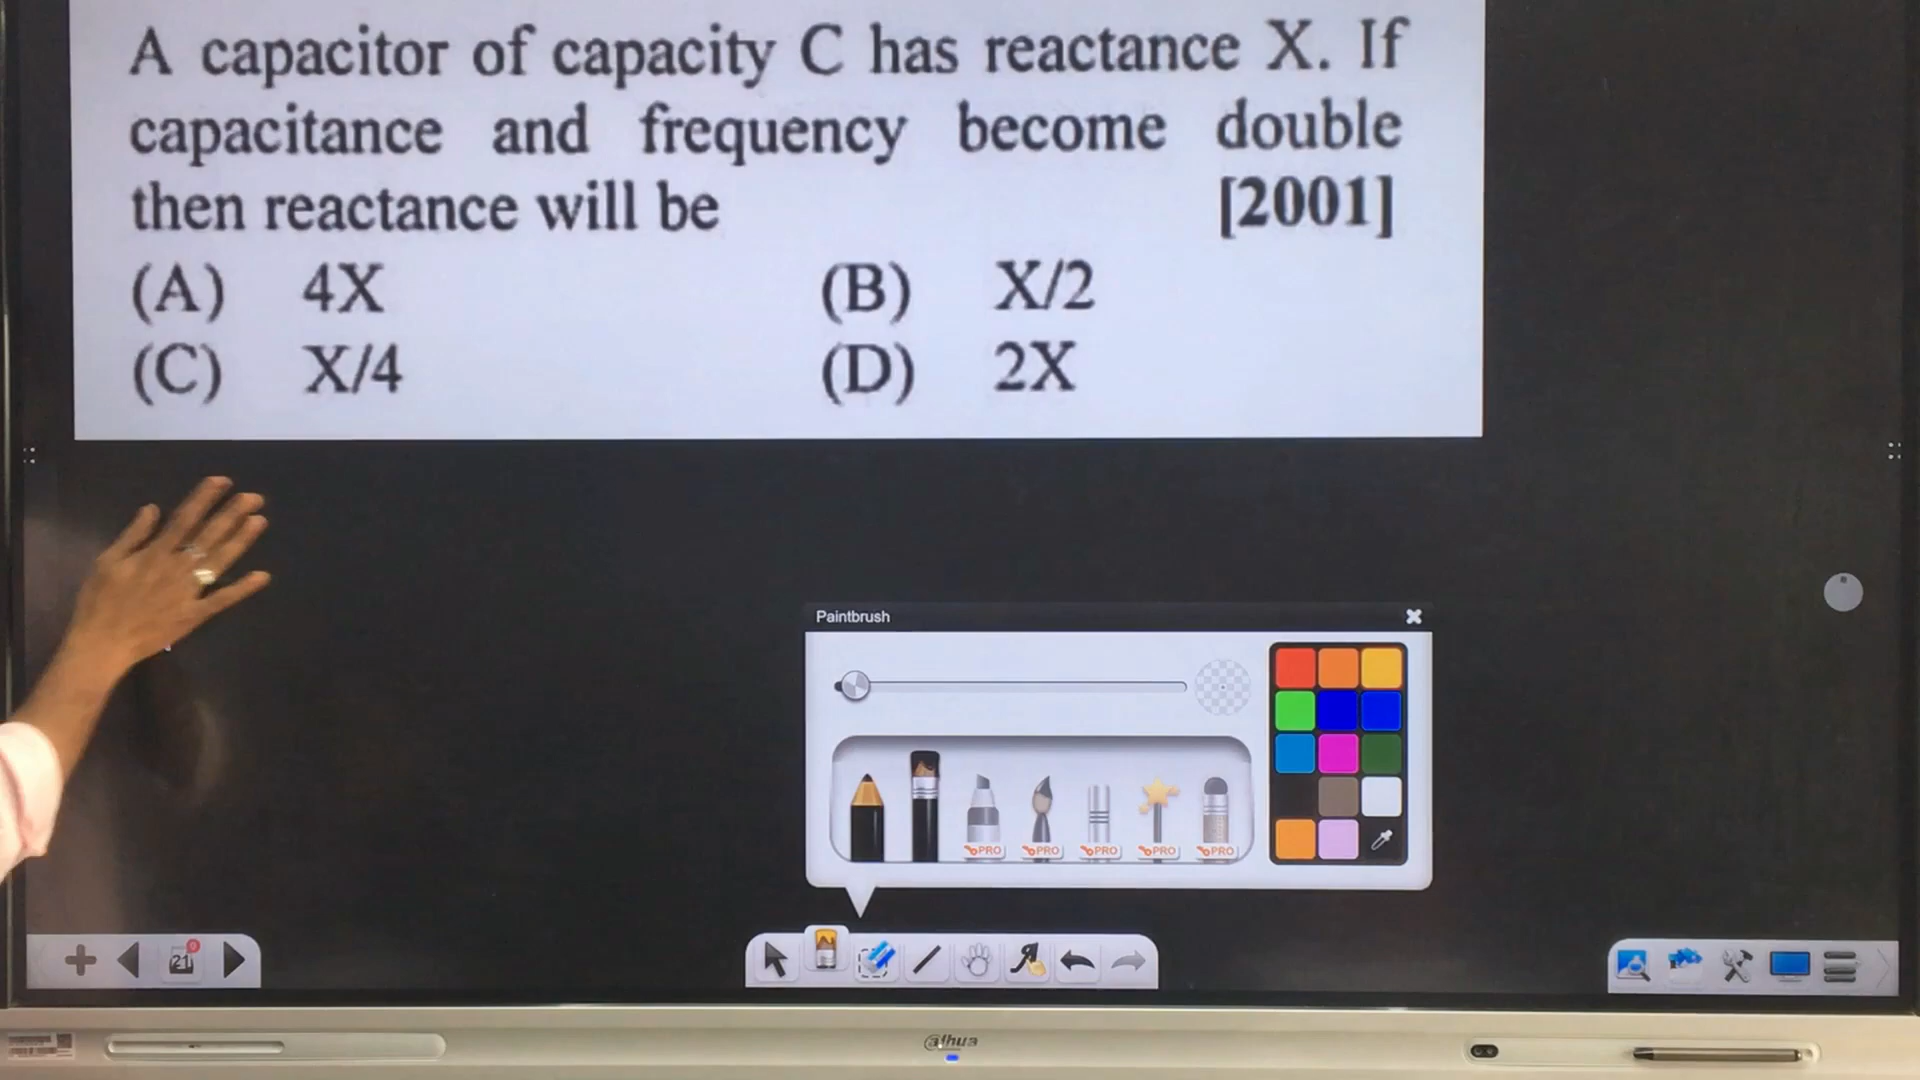 A capacitor of capacity C has reactance X. If
capacitance and frequency become double
then reactance will be [2001]
(A) 4X (B) X/2
(C) X/4 (D) 2X
Paintbrush
PRO PRO PRO PRO PRO
9
21
alhua